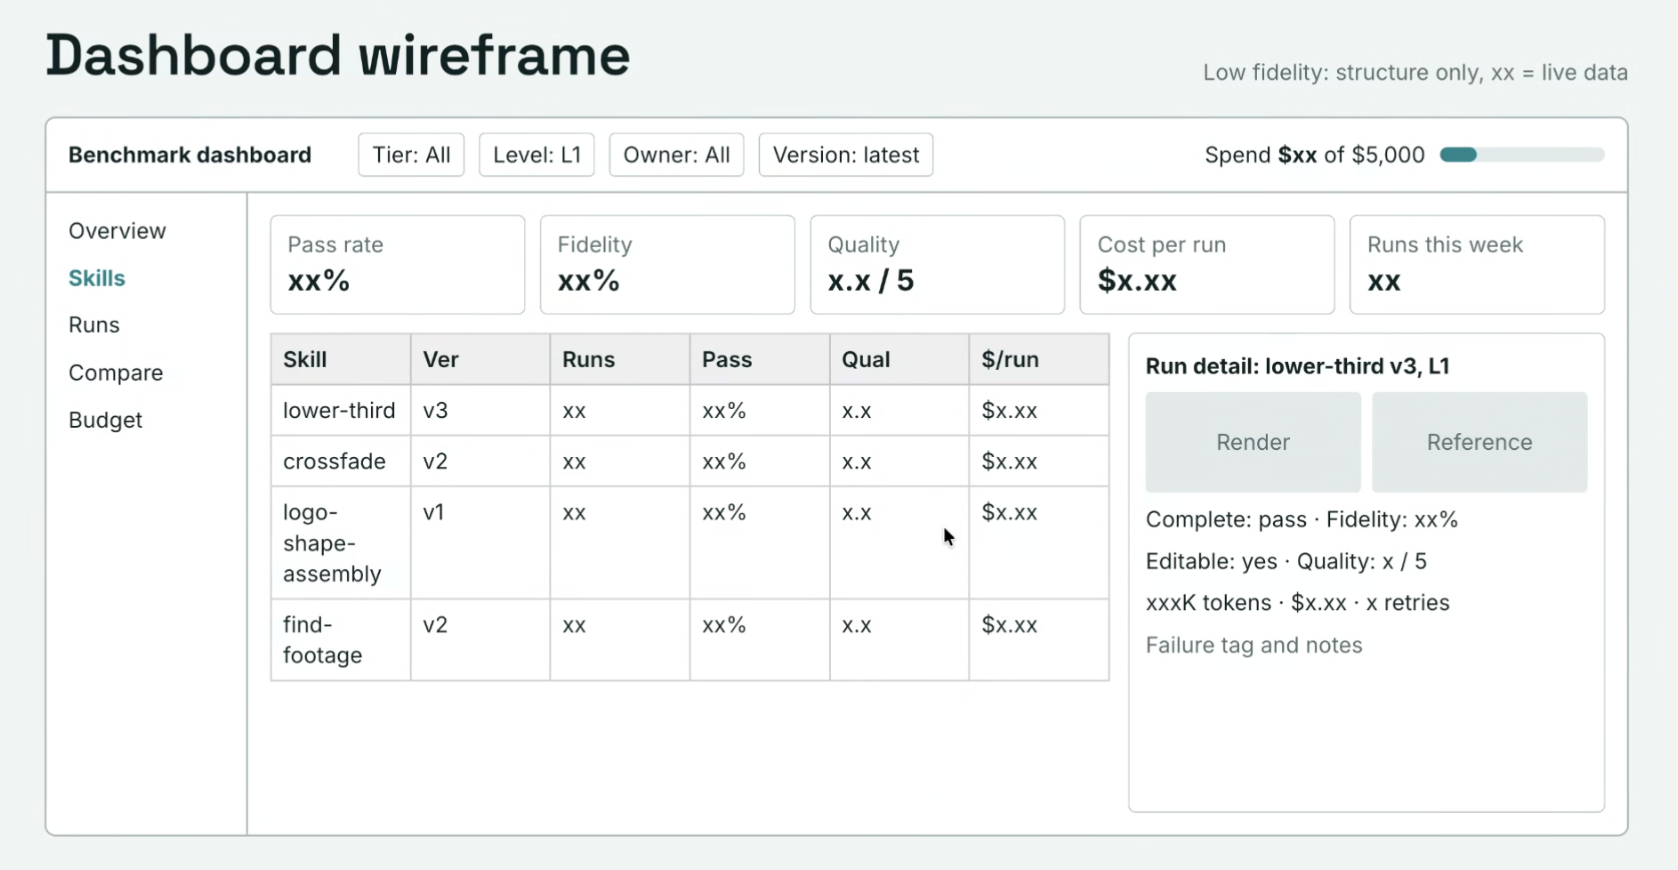 Dashboard wireframe
Low fidelity: structure only, xx = live data
Benchmark dashboard
Tier: All
Level: L1
Owner: All
Version: latest
Spend $xx of $5,000
Overview
Skills
Runs
Compare
Budget
Pass rate
xx%
Fidelity
xx%
Quality
x.x / 5
Cost per run
$x.xx
Runs this week
xx
Skill Ver Runs Pass Qual $/run
lower-third v3 xx xx% x.x $x.xx
crossfade v2 xx xx% x.x $x.xx
logo- v1 xx xx% x.x $x.xx
shape-
assembly
find- v2 xx xx% x.x $x.xx
footage
Run detail: lower-third v3, L1
Render
Reference
Complete: pass · Fidelity: xx%
Editable: yes · Quality: x / 5
xxxK tokens · $x.xx · x retries
Failure tag and notes